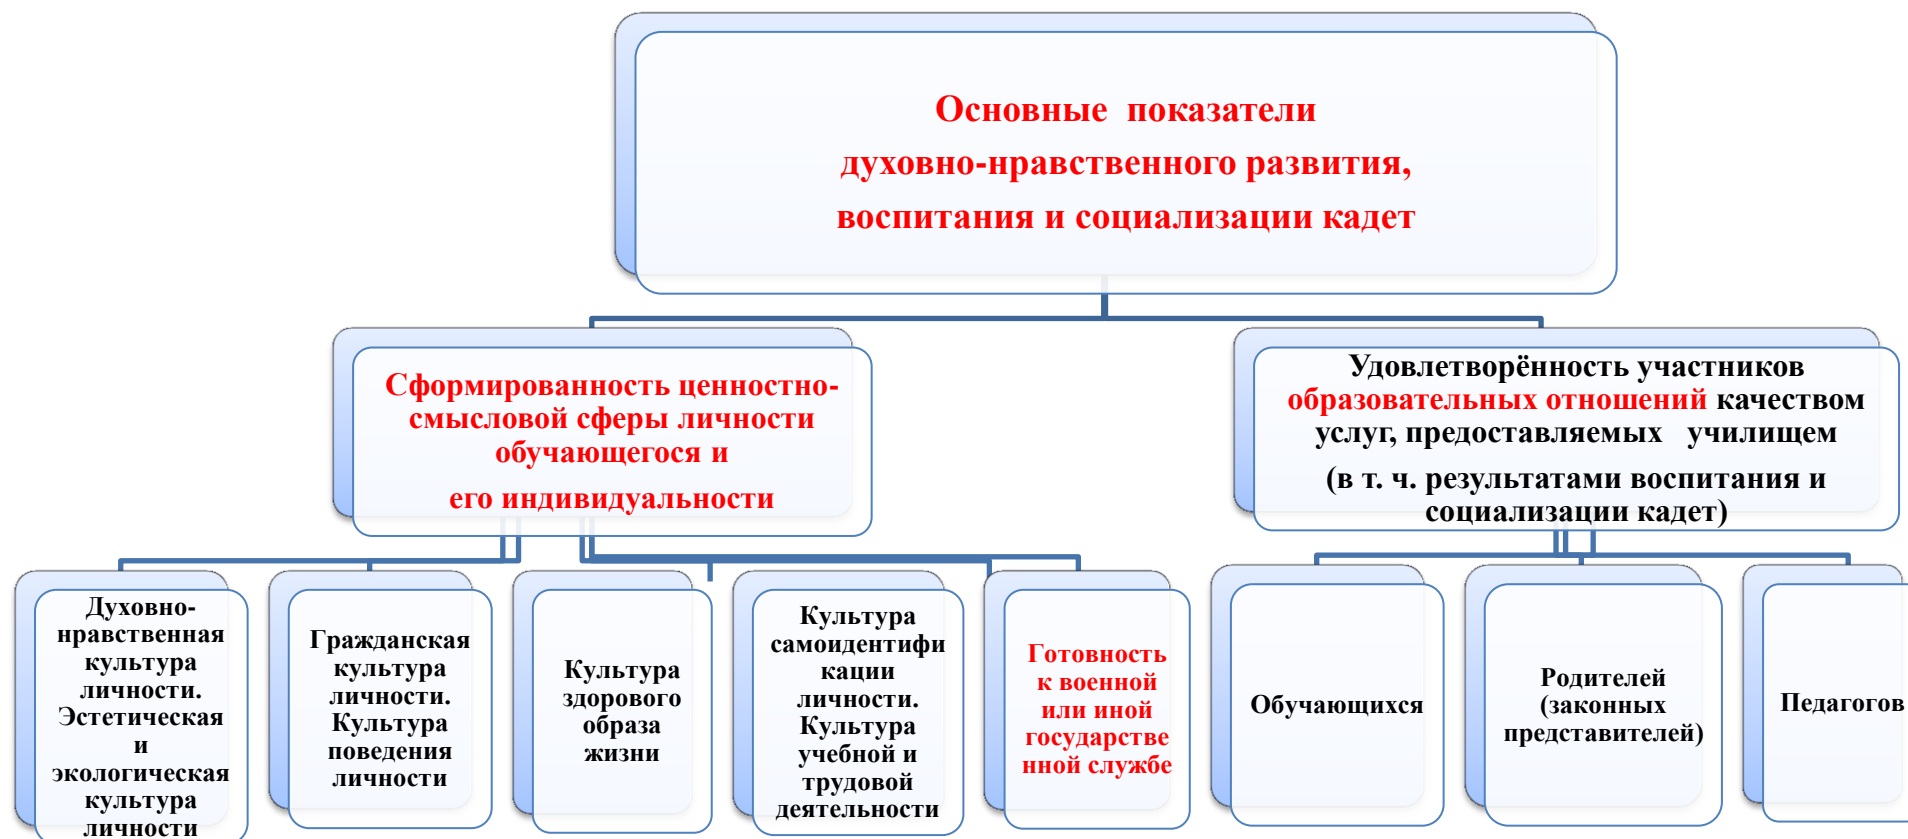 Основные показатели
духовно-нравственного развития,
воспитания и социализации кадет
Сформированность ценностно-
смысловой сферы личности
обучающегося и
его индивидуальности
Удовлетворённость участников
образовательных отношений качеством
услуг, предоставляемых училищем
(в т. ч. результатами воспитания и
социализации кадет)
Духовно-
нравственная
культура
личности.
Эстетическая
и
экологическая
культура
личности
Гражданская
культура
личности.
Культура
поведения
личности
Культура
здорового
образа
жизни
Культура
самоидентифи
кации
личности.
Культура
учебной и
трудовой
деятельности
Готовность
к военной
или иной
государстве
нной службе
Обучающихся
Родителей
(законных
представителей)
Педагогов